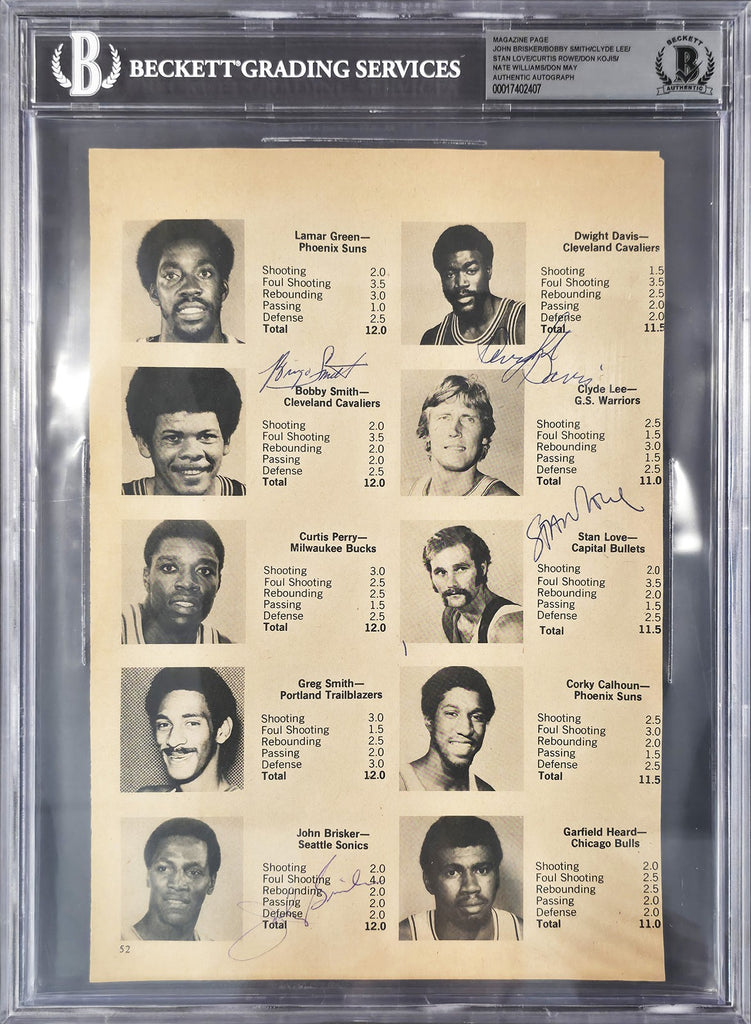 B BECKETT® GRADING SERVICES
MAGAZINE PAGE
JOHN BRISKER/BOBBY SMITH/CLYDE LEE/
STAN LOVE/CURTIS ROWE/DON KOJIS/
NATE WILLIAMS/DON MAY
AUTHENTIC AUTOGRAPH
00017402407
BECKETT
B
AUTHENTIC
Lamar Green—
Phoenix Suns
Shooting 2.0
Foul Shooting 3.5
Rebounding 3.0
Passing 1.0
Defense 2.5
Total 12.0
Dwight Davis—
Cleveland Cavaliers
Shooting 1.5
Foul Shooting 3.5
Rebounding 2.5
Passing 2.0
Defense 2.0
Total 11.5
Bingo Smith
Bobby Smith—
Cleveland Cavaliers
Shooting 2.0
Foul Shooting 3.5
Rebounding 2.0
Passing 2.0
Defense 2.5
Total 12.0
Davis
Clyde Lee—
G.S. Warriors
Shooting 2.5
Foul Shooting 1.5
Rebounding 3.0
Passing 1.5
Defense 2.5
Total 11.0
Curtis Perry—
Milwaukee Bucks
Shooting 3.0
Foul Shooting 2.5
Rebounding 2.5
Passing 1.5
Defense 2.5
Total 12.0
Stan Love
Stan Love—
Capital Bullets
Shooting 2.0
Foul Shooting 3.5
Rebounding 2.0
Passing 1.5
Defense 2.5
Total 11.5
Greg Smith—
Portland Trailblazers
Shooting 3.0
Foul Shooting 1.5
Rebounding 2.5
Passing 2.0
Defense 3.0
Total 12.0
Corky Calhoun—
Phoenix Suns
Shooting 2.5
Foul Shooting 3.0
Rebounding 2.0
Passing 1.5
Defense 2.5
Total 11.5
John Brisker—
Seattle Sonics
Shooting 2.0
Foul Shooting 4.0
Rebounding 2.0
Passing 2.0
Defense 2.0
Total 12.0
John Brisker
Garfield Heard—
Chicago Bulls
Shooting 2.0
Foul Shooting 2.5
Rebounding 2.5
Passing 2.0
Defense 2.0
Total 11.0
52